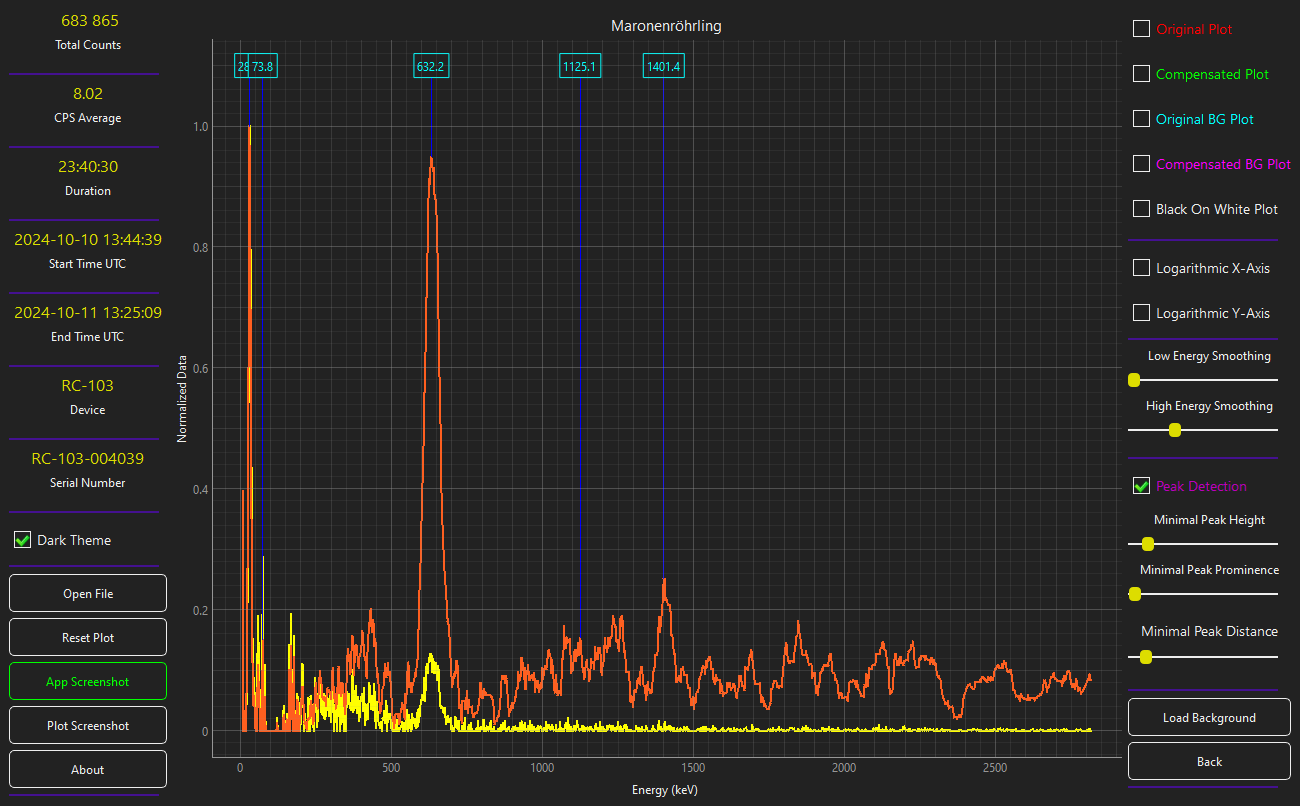 683 865
Total Counts
8.02
CPS Average
23:40:30
Duration
2024-10-10 13:44:39
Start Time UTC
2024-10-11 13:25:09
End Time UTC
RC-103
Device
RC-103-004039
Serial Number
Dark Theme
Open File
Reset Plot
App Screenshot
Plot Screenshot
About
Maronenröhrling
73.8
632.2
1125.1
1401.4
Normalized Data
1.0
0.8
0.6
0.4
0.2
0
0
500
1000
1500
2000
2500
Energy (keV)
Original Plot
Compensated Plot
Original BG Plot
Compensated BG Plot
Black On White Plot
Logarithmic X-Axis
Logarithmic Y-Axis
Low Energy Smoothing
High Energy Smoothing
Peak Detection
Minimal Peak Height
Minimal Peak Prominence
Minimal Peak Distance
Load Background
Back